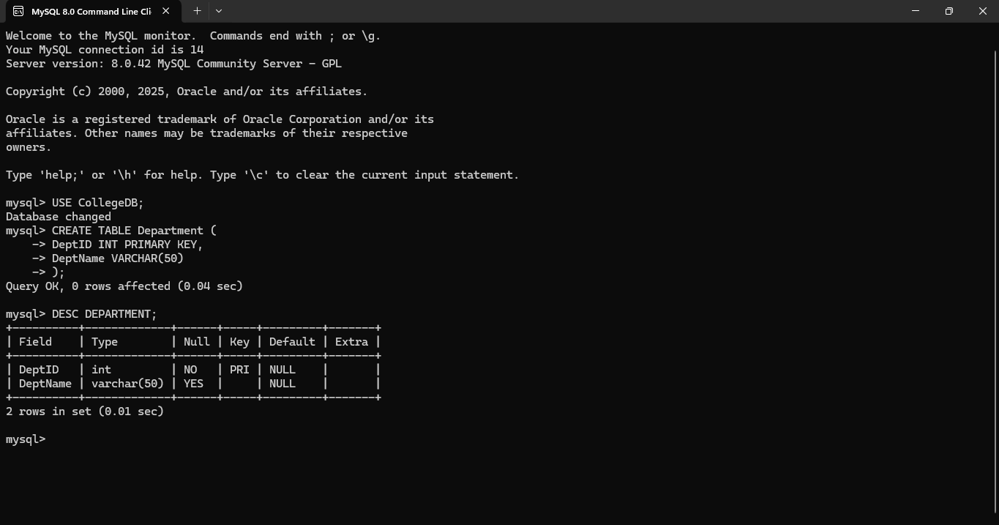 MySQL 8.0 Command Line Cli
Welcome to the MySQL monitor.  Commands end with ; or \g.
Your MySQL connection id is 14
Server version: 8.0.42 MySQL Community Server - GPL

Copyright (c) 2000, 2025, Oracle and/or its affiliates.

Oracle is a registered trademark of Oracle Corporation and/or its
affiliates. Other names may be trademarks of their respective
owners.

Type 'help;' or '\h' for help. Type '\c' to clear the current input statement.

mysql> USE CollegeDB;
Database changed
mysql> CREATE TABLE Department (
    -> DeptID INT PRIMARY KEY,
    -> DeptName VARCHAR(50)
    -> );
Query OK, 0 rows affected (0.04 sec)

mysql> DESC DEPARTMENT;
+----------+-------------+------+-----+---------+-------+
| Field    | Type        | Null | Key | Default | Extra |
+----------+-------------+------+-----+---------+-------+
| DeptID   | int         | NO   | PRI | NULL    |       |
| DeptName | varchar(50) | YES  |     | NULL    |       |
+----------+-------------+------+-----+---------+-------+
2 rows in set (0.01 sec)

mysql>